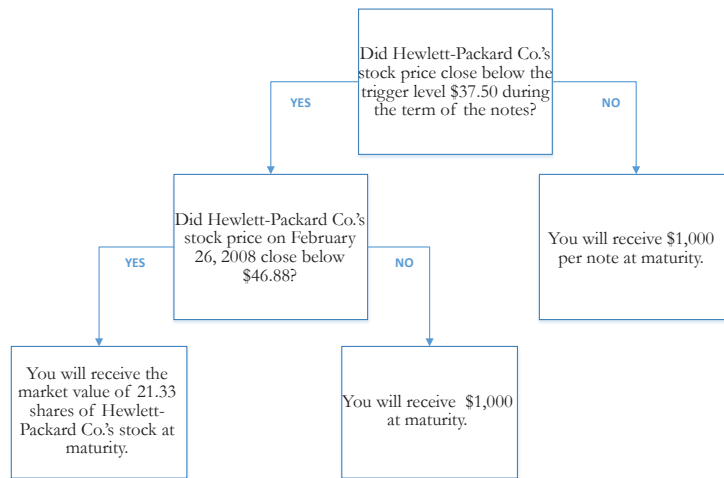 Did Hewlett-Packard Co.'s
stock price close below the
trigger level $37.50 during
the term of the notes?
YES
NO
Did Hewlett-Packard Co.'s
stock price on February
26, 2008 close below
$46.88?
You will receive $1,000
per note at maturity.
YES
NO
You will receive the
market value of 21.33
shares of Hewlett-
Packard Co.'s stock at
maturity.
You will receive $1,000
at maturity.